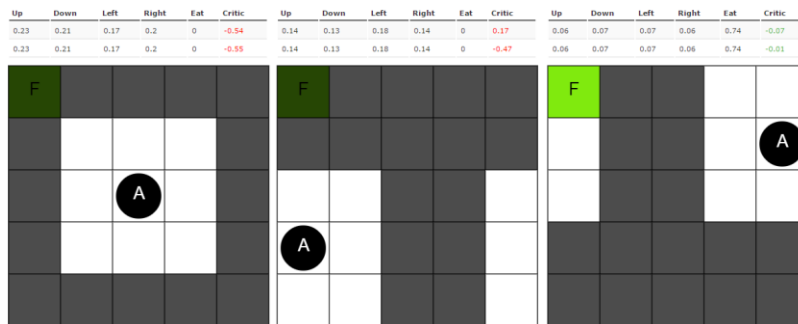 Up Down Left Right Eat Critic
0.23 0.21 0.17 0.2 0 -0.54
0.23 0.21 0.17 0.2 0 -0.55
F
A
Up Down Left Right Eat Critic
0.14 0.13 0.18 0.14 0 0.17
0.14 0.13 0.18 0.14 0 -0.47
F
A
Up Down Left Right Eat Critic
0.06 0.07 0.07 0.06 0.74 -0.07
0.06 0.07 0.07 0.06 0.74 -0.01
F
A